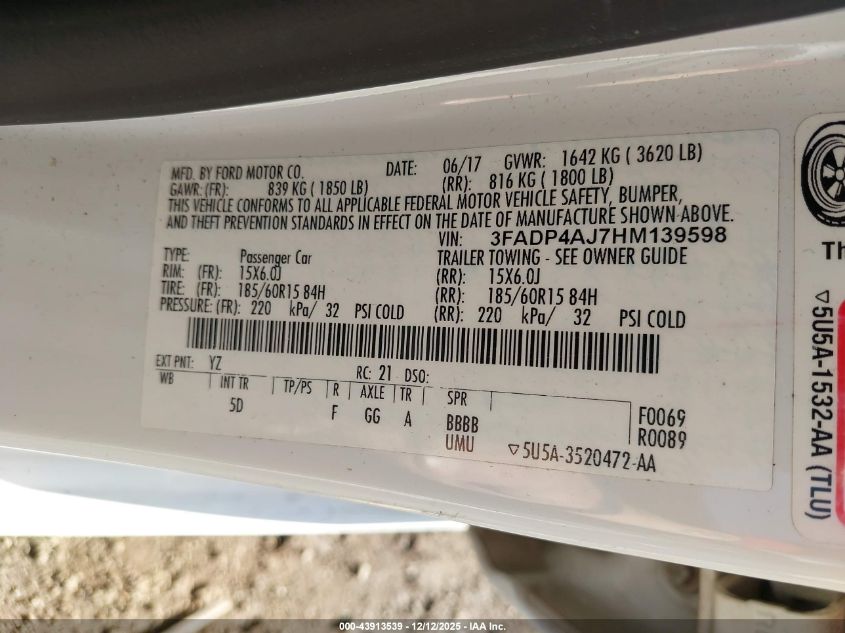 MFD. BY FORD MOTOR CO. DATE: 06/17 GVWR: 1642 KG ( 3620 LB)
GAWR: (FR): 839 KG ( 1850 LB) (RR): 816 KG ( 1800 LB)
THIS VEHICLE CONFORMS TO ALL APPLICABLE FEDERAL MOTOR VEHICLE SAFETY, BUMPER,
AND THEFT PREVENTION STANDARDS IN EFFECT ON THE DATE OF MANUFACTURE SHOWN ABOVE.
VIN: 3FADP4AJ7HM139598
TYPE: Passenger Car TRAILER TOWING - SEE OWNER GUIDE
RIM: (FR): 15X6.0J (RR): 15X6.0J
TIRE: (FR): 185/60R15 84H (RR): 185/60R15 84H
PRESSURE: (FR): 220 kPa/ 32 PSI COLD (RR): 220 kPa/ 32 PSI COLD
EXT PNT: YZ RC: 21 DSO:
WB INT TR TP/PS R AXLE TR SPR
5D F GG A BBBB F0069
UMU R0089
▽5U5A-3520472-AA
Th
▽5U5A-1532-AA (TLU)
000-43913539 - 12/12/2025 - IAA Inc.